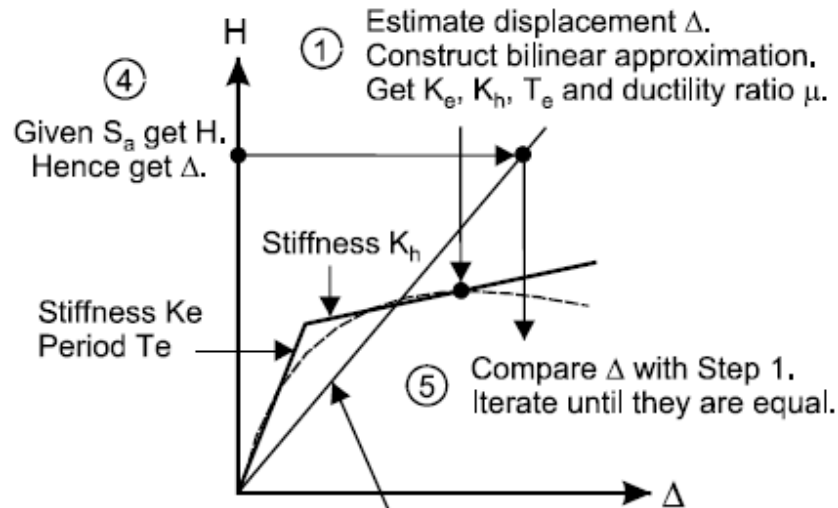 H
① Estimate displacement Δ.
Construct bilinear approximation.
Get Ke, Kh, Te and ductility ratio μ.
④
Given Sa get H.
Hence get Δ.
Stiffness Kh
Stiffness Ke
Period Te
⑤ Compare Δ with Step 1.
Iterate until they are equal.
Δ